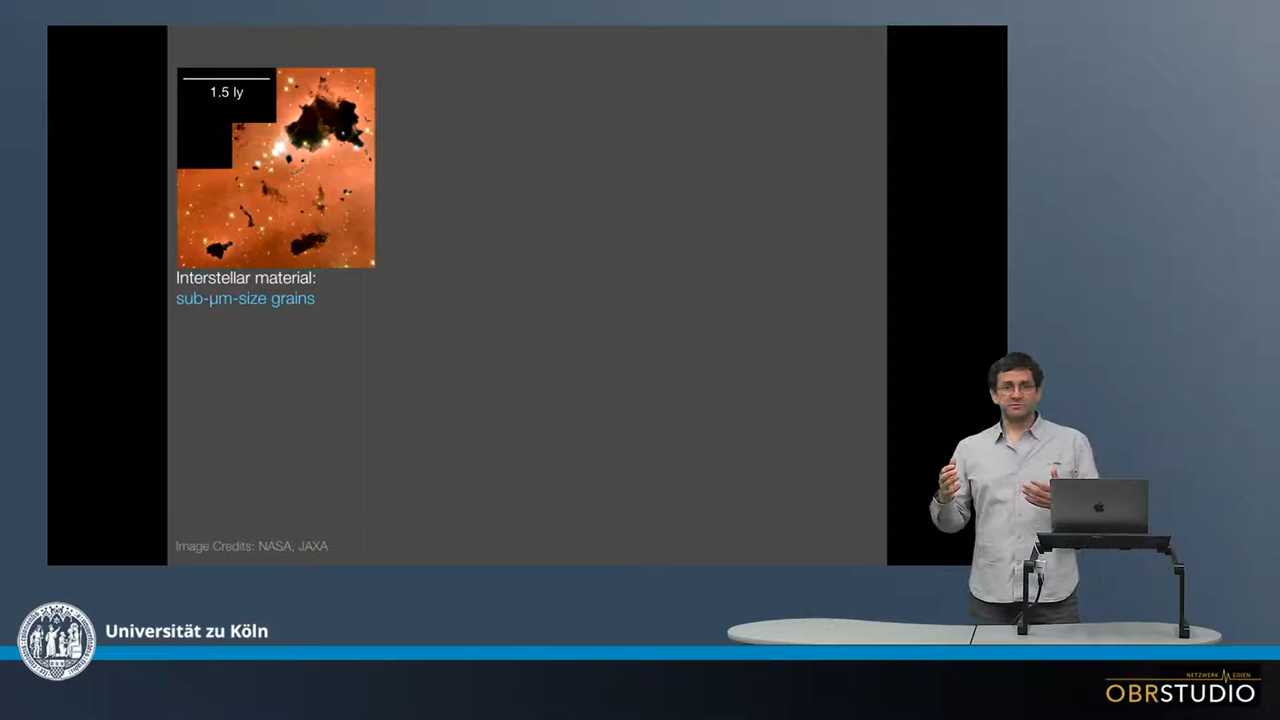 1.5 ly
Interstellar material:
sub-µm-size grains
Image Credits: NASA, JAXA
Universität zu Köln
NETZWERK MEDIEN
OBRSTUDIO